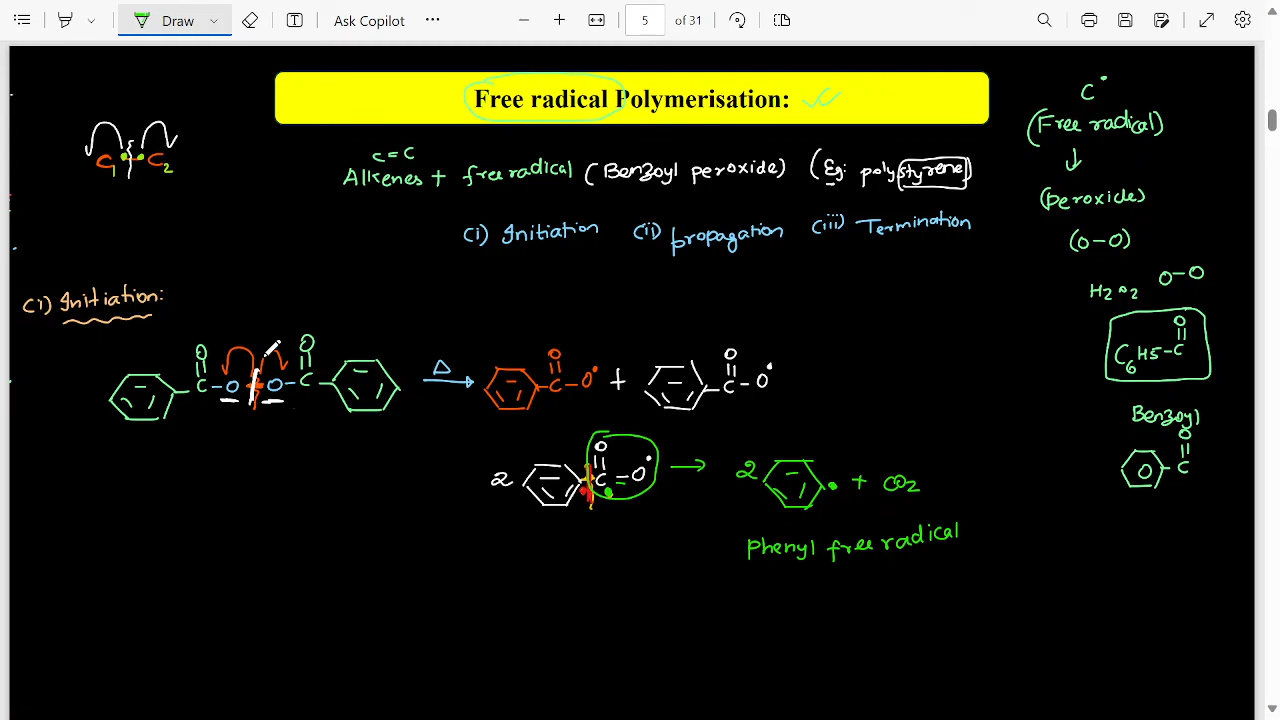 Draw
5 of 31
Ask Copilot
Free radical Polymerisation:
C1 C2
C=C
Alkenes + free radical (Benzoyl peroxide) (Eg: polystyrene)
(i) Initiation (ii) propagation (iii) Termination
C•
(Free radical)
↓
(peroxide)
(O-O)
H2O2 O-O
O
C6H5-C
Benzoyl
O
C
(i) Initiation:
O O O O
C-O O-C Δ C-O• + C-O•
O
2 C-O• → 2 • + CO2
Phenyl free radical